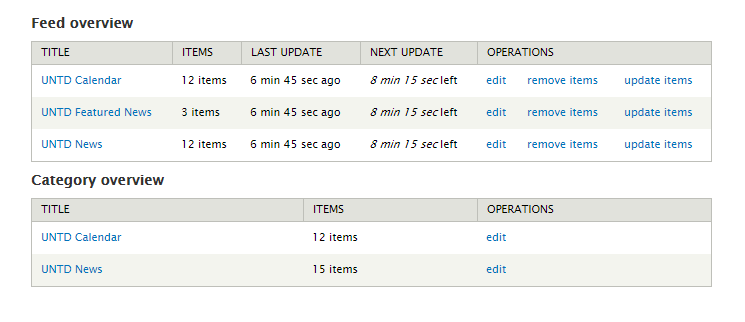 Feed overview
TITLE ITEMS LAST UPDATE NEXT UPDATE OPERATIONS
UNTD Calendar 12 items 6 min 45 sec ago 8 min 15 sec left edit remove items update items
UNTD Featured News 3 items 6 min 45 sec ago 8 min 15 sec left edit remove items update items
UNTD News 12 items 6 min 45 sec ago 8 min 15 sec left edit remove items update items
Category overview
TITLE ITEMS OPERATIONS
UNTD Calendar 12 items edit
UNTD News 15 items edit